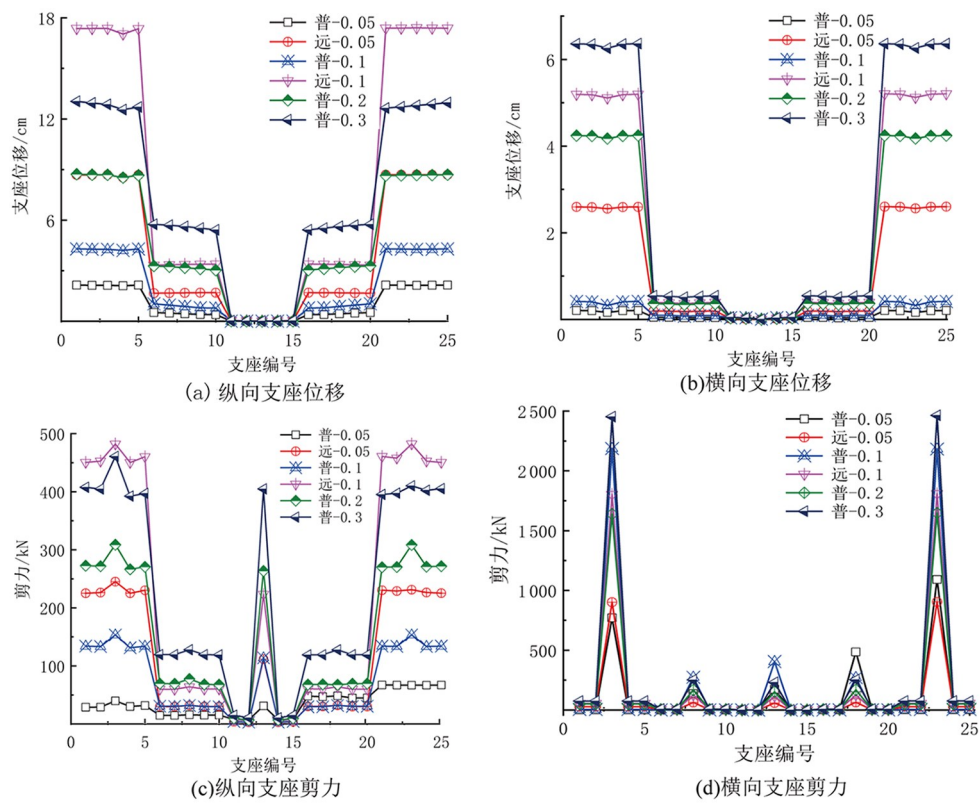 18
12
6
支座位移/cm
普-0.05
远-0.05
普-0.1
远-0.1
普-0.2
普-0.3
0 5 10 15 20 25
支座编号
(a) 纵向支座位移
6
4
2
支座位移/cm
普-0.05
远-0.05
普-0.1
远-0.1
普-0.2
普-0.3
0 5 10 15 20 25
支座编号
(b)横向支座位移
500
400
300
200
100
剪力/kN
普-0.05
远-0.05
普-0.1
远-0.1
普-0.2
普-0.3
0 5 10 15 20 25
支座编号
(c)纵向支座剪力
2 500
2 000
1 500
1 000
500
剪力/kN
普-0.05
远-0.05
普-0.1
远-0.1
普-0.2
普-0.3
0 5 10 15 20 25
支座编号
(d)横向支座剪力